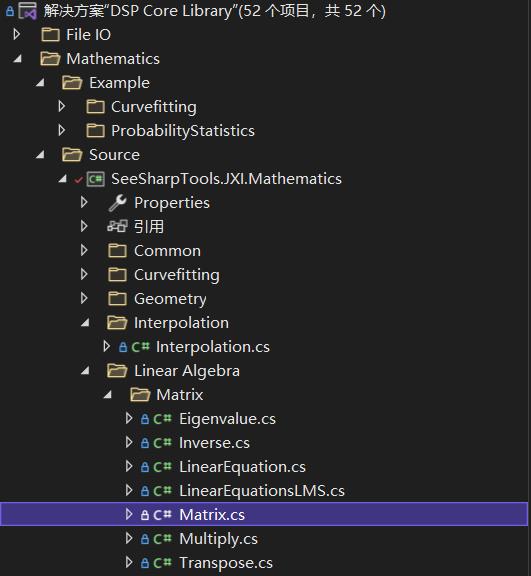 解决方案“DSP Core Library”(52 个项目，共 52 个)
File IO
Mathematics
Example
Curvefitting
ProbabilityStatistics
Source
C# SeeSharpTools.JXI.Mathematics
Properties
引用
Common
Curvefitting
Geometry
Interpolation
C# Interpolation.cs
Linear Algebra
Matrix
C# Eigenvalue.cs
C# Inverse.cs
C# LinearEquation.cs
C# LinearEquationsLMS.cs
C# Matrix.cs
C# Multiply.cs
C# Transpose.cs